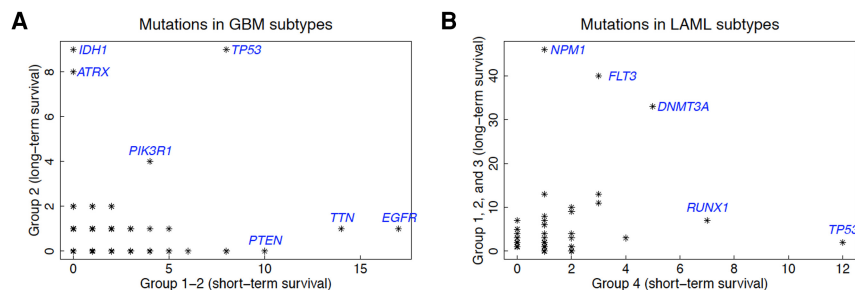 A
Mutations in GBM subtypes
Group 2 (long−term survival)
0 2 4 6 8
IDH1
TP53
ATRX
PIK3R1
TTN
EGFR
PTEN
0 5 10 15
Group 1−2 (short−term survival)
B
Mutations in LAML subtypes
Group 1, 2, and 3 (long−term survival)
0 10 20 30 40
NPM1
FLT3
DNMT3A
RUNX1
TP53
0 2 4 6 8 10 12
Group 4 (short−term survival)